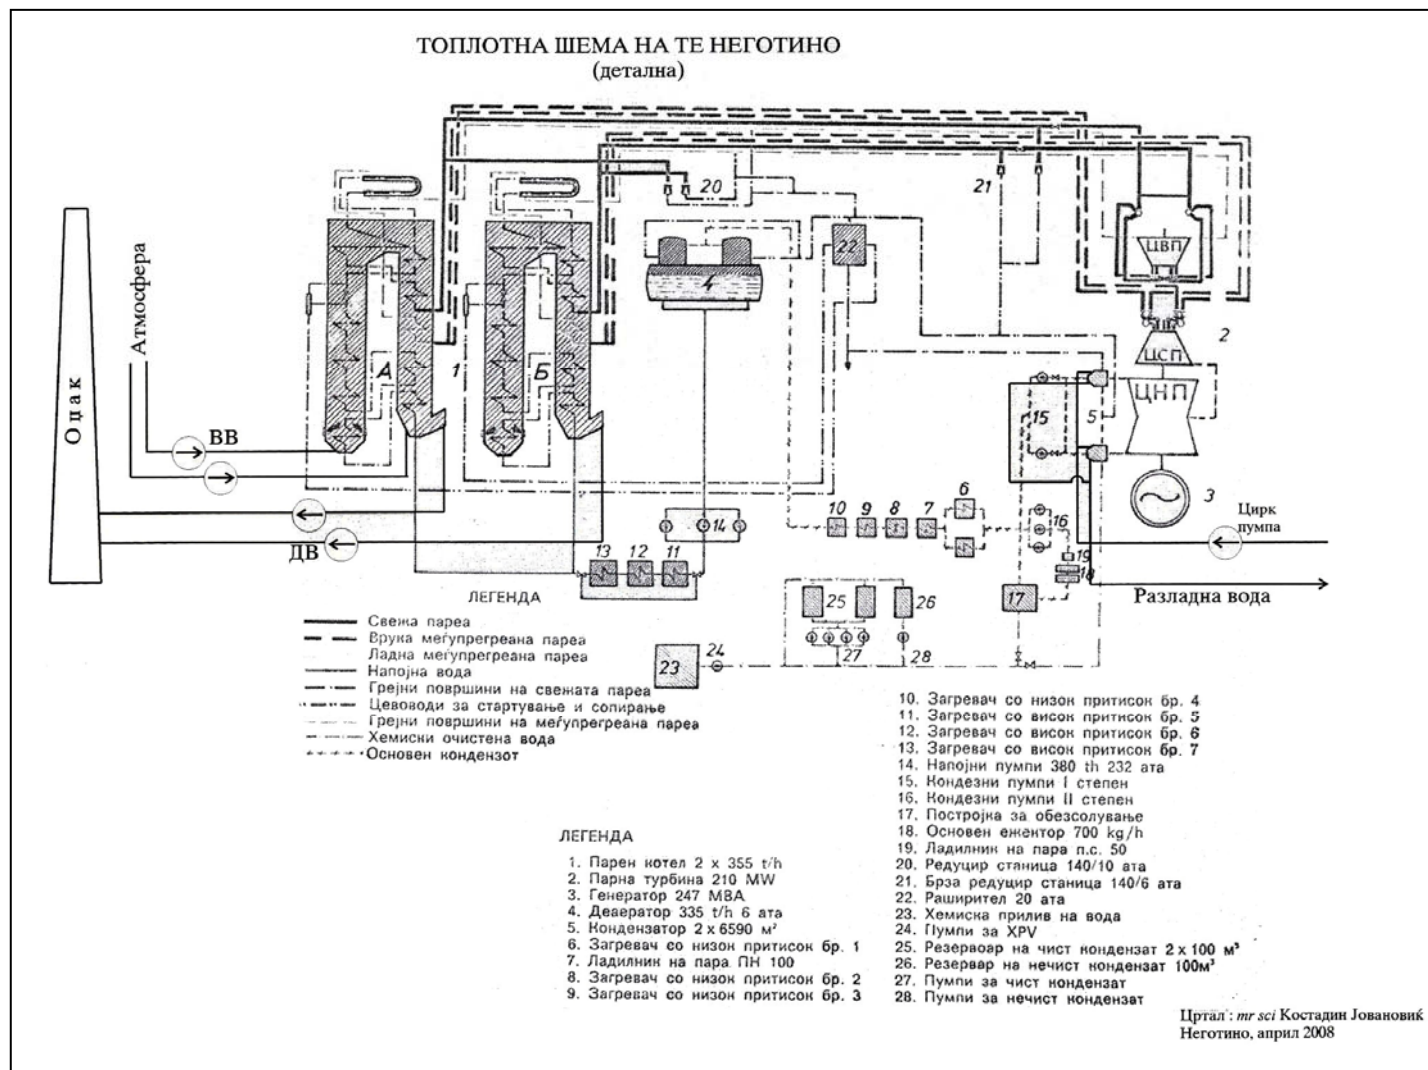 ТОПЛОТНА ШЕМА НА ТЕ НЕГОТИНО
(детална)
Оџак
Атмосфера
ВВ
ДВ
А
1
Б
20
4
22
21
ЦВП
2
ЦСП
ЦНП
15
5
3
6
10 9 8 7
16
14
13 12 11
19
18
17
Цирк
пумпа
Разладна вода
25
26
23
24
27
28
ЛЕГЕНДА
Свежа пареа
Врука меѓупрегреана пареа
Ладна меѓупрегреана пареа
Напојна вода
Грејни површини на свежата пареа
Цевоводи за стартување и сопирање
Грејни површини на меѓупрегреана пареа
Хемиски очистена вода
Основен кондензот
ЛЕГЕНДА
1. Парен котел 2 x 355 t/h
2. Парна турбина 210 MW
3. Генератор 247 МВА
4. Деаератор 335 t/h 6 ата
5. Кондензатор 2 x 6590 м²
6. Загревач со низон притисок бр. 1
7. Ладилник на пара ПН 100
8. Загревач со низон притисок бр. 2
9. Загревач со низон притисок бр. 3
10. Загревач со низон притисок бр. 4
11. Загревач со висок притисок бр. 5
12. Загревач со висок притисок бр. 6
13. Загревач со висок притисок бр. 7
14. Напојни пумпи 380 th 232 ата
15. Кондезни пумпи I степен
16. Кондезни пумпи II степен
17. Постројка за обезсолување
18. Основен ежектор 700 kg/h
19. Ладилник на пара п.с. 50
20. Редуцир станица 140/10 ата
21. Брза редуцир станица 140/6 ата
22. Раширител 20 ата
23. Хемиска прилив на вода
24. Пумпи за XPV
25. Резервоар на чист кондензат 2 x 100 м³
26. Резервар на нечист кондензат 100м³
27. Пумпи за чист кондензат
28. Пумпи за нечист кондензат
Цртал : mr sci Костадин Јовановиќ
Неготино, април 2008